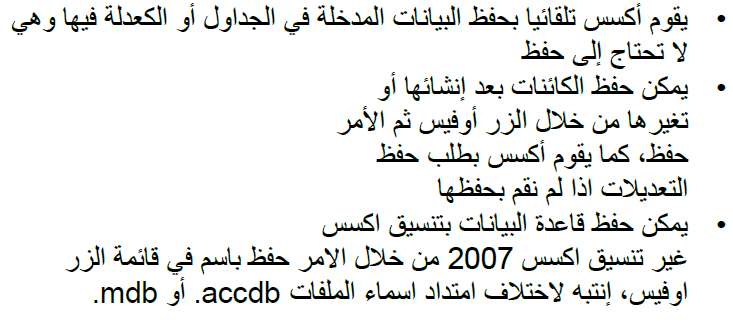 • يقوم أكسس تلقائيا بحفظ البيانات المدخلة في الجداول أو الكعدلة فيها وهي
لا تحتاج إلى حفظ
• يمكن حفظ الكائنات بعد إنشائها أو
تغيرها من خلال الزر أوفيس ثم الأمر
حفظ، كما يقوم أكسس بطلب حفظ
التعديلات اذا لم نقم بحفظها
• يمكن حفظ قاعدة البيانات بتنسيق اكسس
غير تنسيق اكسس 2007 من خلال الامر حفظ باسم في قائمة الزر
اوفيس، إنتبه لاختلاف امتداد اسماء الملفات accdb. أو mdb.